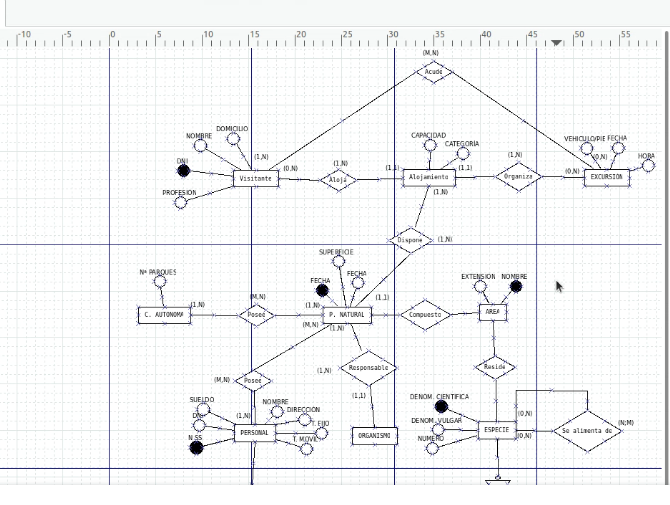 -10 -5 0 5 10 15 20 25 30 35 40 45 50 55
(M,N)
Acude
DOMICILIO
NOMBRE
CAPACIDAD
CATEGORIA
VEHICULO/PIE FECHA
HORA
DNI
(1,N)
(0,N)
(1,N)
(1,1)
(1,1)
(1,N)
(0,N)
(0,N)
Visitante
Aloja
Alojamiento
Organiza
EXCURSION
PROFESION
(1,N)
Dispone
(1,N)
SUPERFICIE
Nº PARQUES
FECHA
FECHA
EXTENSION
NOMBRE
(1,N)
(M,N)
(1,N)
(1,1)
C. AUTONOMA
Poseé
P. NATURAL
Compuesto
AREA
(M,N)
(1,N)
Responsable
Reside
(M,N)
Poseé
(1,N)
(1,1)
SUELDO
NOMBRE
DIRECCION
DENOM. CIENTIFICA
DNI
(1,N)
T. FIJO
DENOM. VULGAR
(0,N)
(N;M)
N.SS
PERSONAL
T. MOVIL
ORGANISMO
NUMERO
ESPECIE
(0,N)
Se alimenta de